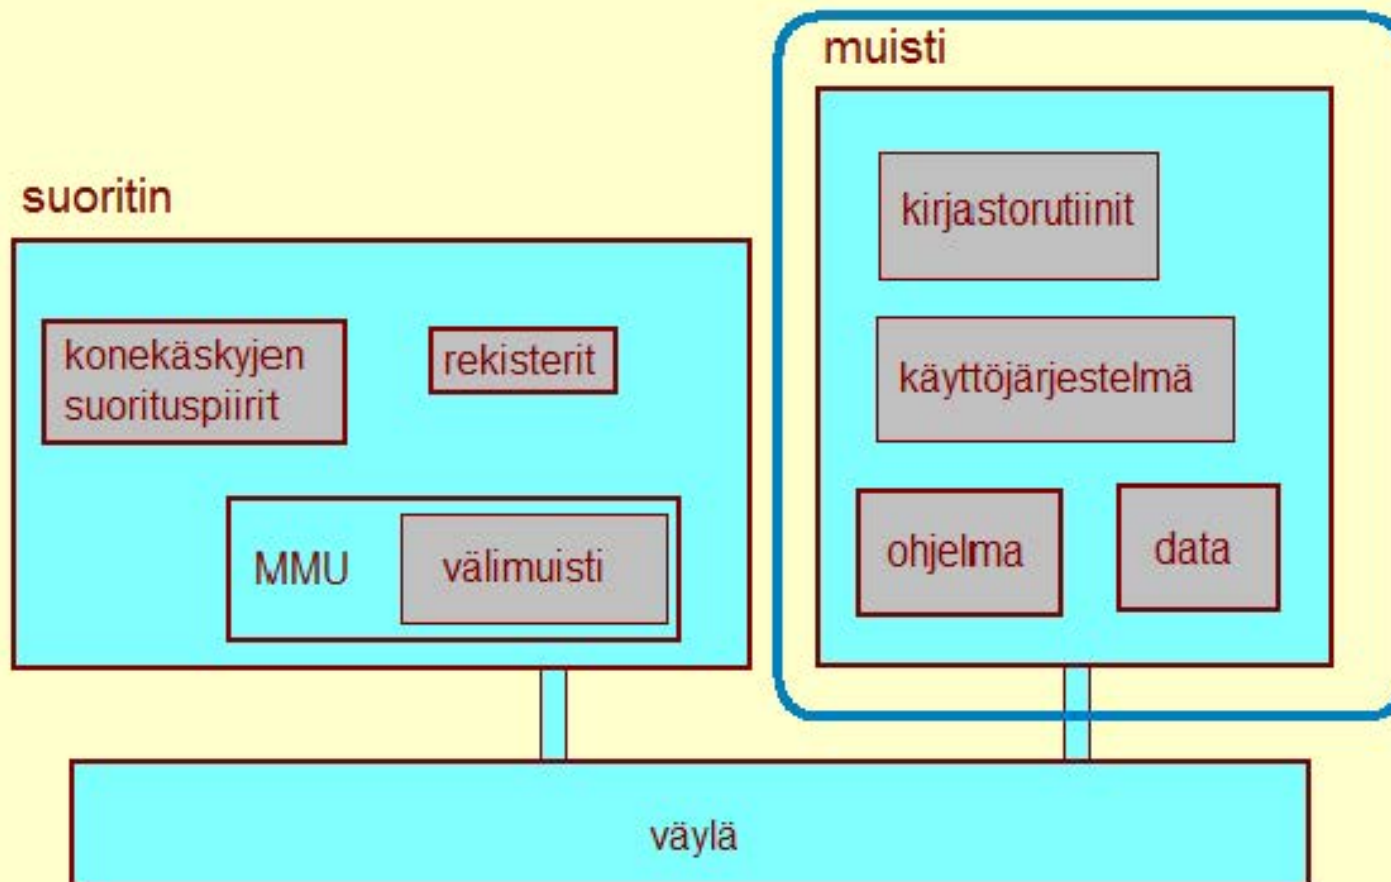 muisti
suoritin
kirjastorutiinit
konekäskyjen
suorituspiirit
rekisterit
käyttöjärjestelmä
MMU
välimuisti
ohjelma
data
väylä